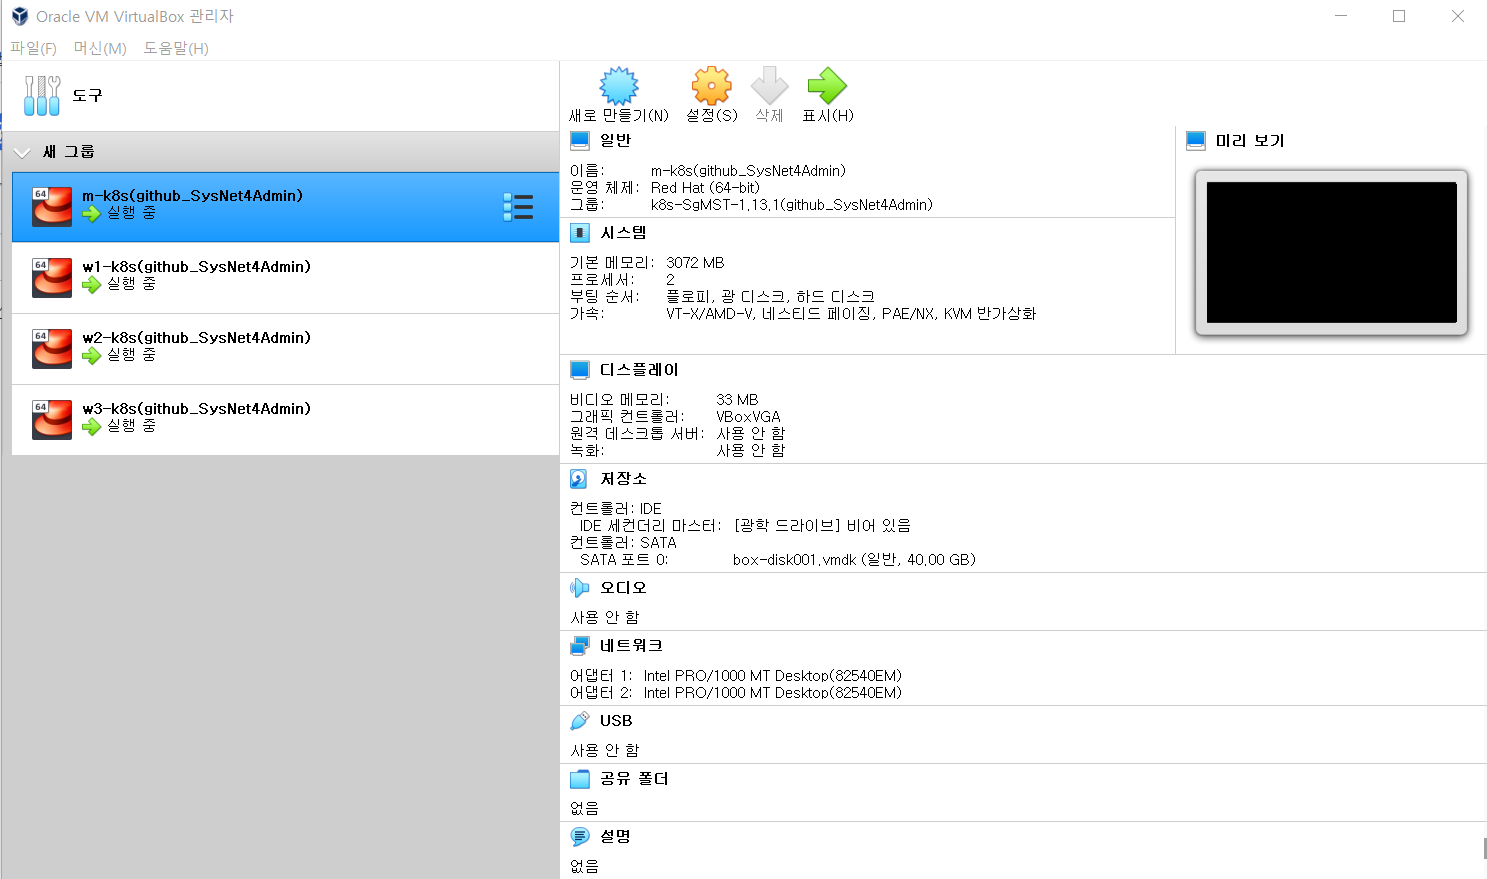 Oracle VM VirtualBox 관리자
파일(F) 머신(M) 도움말(H)
도구
새 그룹
64
m-k8s(github_SysNet4Admin)
실행 중
64
w1-k8s(github_SysNet4Admin)
실행 중
64
w2-k8s(github_SysNet4Admin)
실행 중
64
w3-k8s(github_SysNet4Admin)
실행 중
새로 만들기(N) 설정(S) 삭제 표시(H)
일반
이름: m-k8s(github_SysNet4Admin)
운영 체제: Red Hat (64-bit)
그룹: k8s-SgMST-1.13.1(github_SysNet4Admin)
미리 보기
시스템
기본 메모리: 3072 MB
프로세서: 2
부팅 순서: 플로피, 광 디스크, 하드 디스크
가속: VT-X/AMD-V, 네스티드 페이징, PAE/NX, KVM 반가상화
디스플레이
비디오 메모리: 33 MB
그래픽 컨트롤러: VBoxVGA
원격 데스크톱 서버: 사용 안 함
녹화: 사용 안 함
저장소
컨트롤러: IDE
IDE 세컨더리 마스터: [광학 드라이브] 비어 있음
컨트롤러: SATA
SATA 포트 0: box-disk001.vmdk (일반, 40.00 GB)
오디오
사용 안 함
네트워크
어댑터 1: Intel PRO/1000 MT Desktop(82540EM)
어댑터 2: Intel PRO/1000 MT Desktop(82540EM)
USB
사용 안 함
공유 폴더
없음
설명
없음